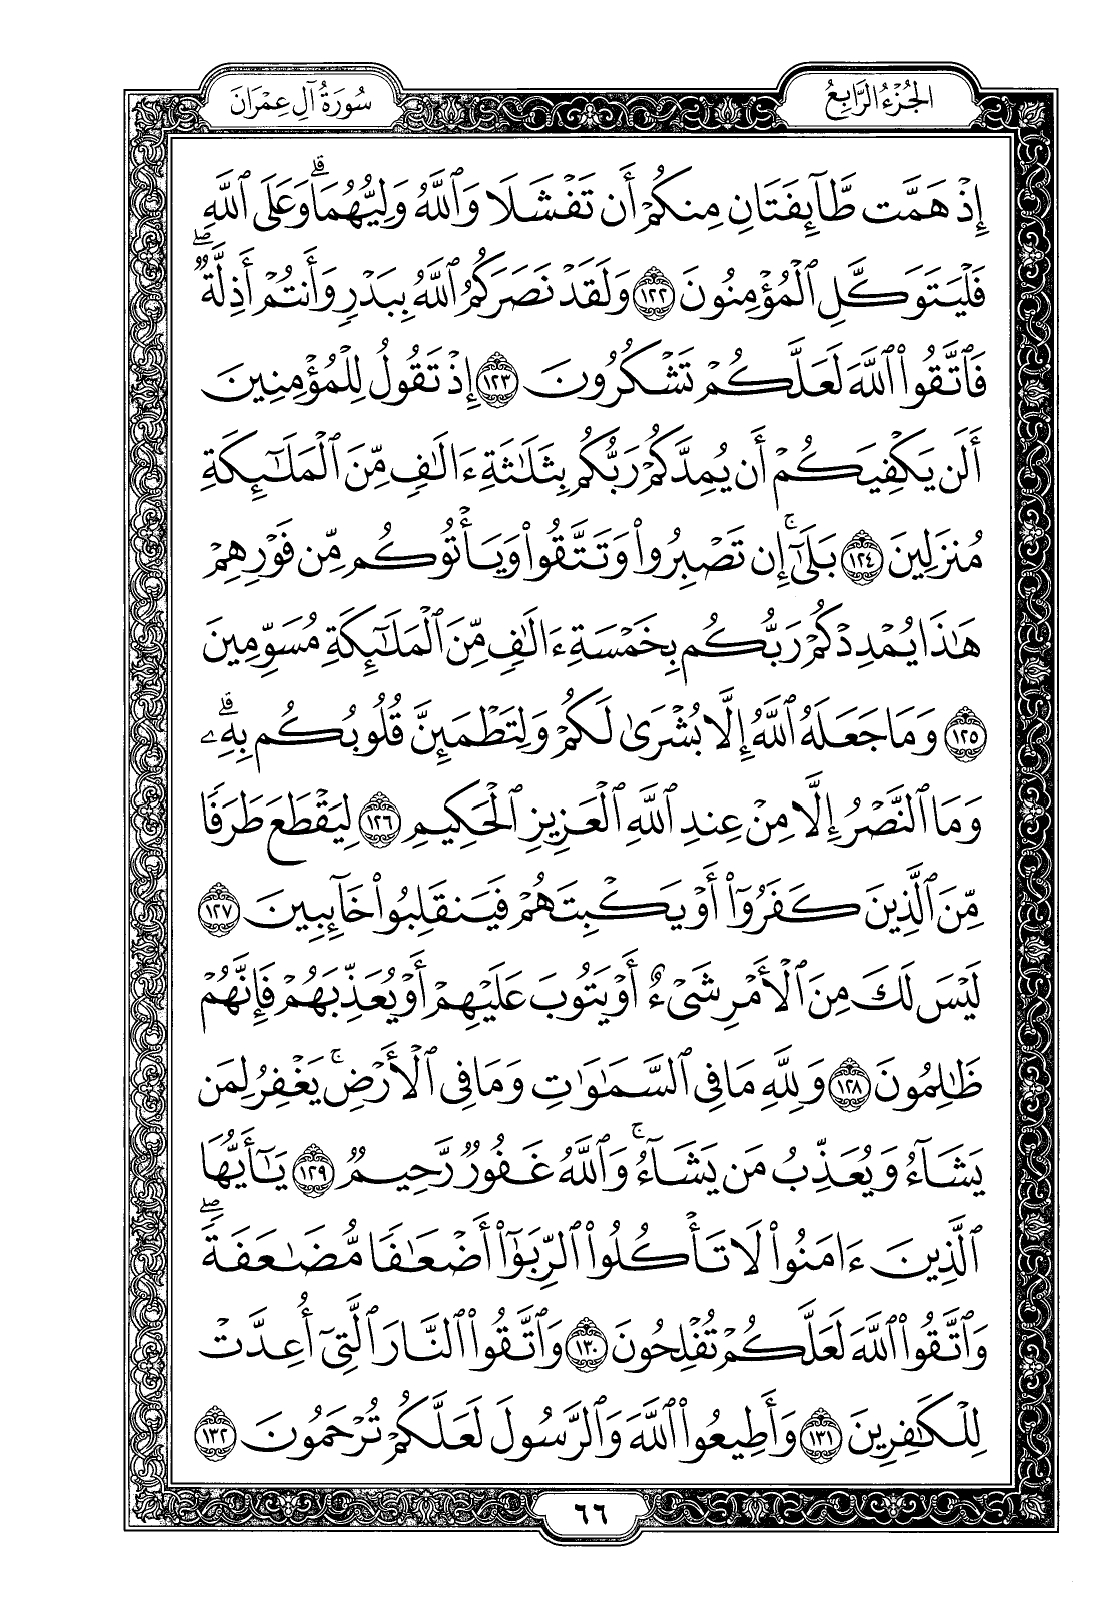 الجُزْءُ الرَّابِعُ
سُورَةُ آلِ عِمْرَانَ
إِذْ هَمَّت طَّآئِفَتَانِ مِنكُمْ أَن تَفْشَلَا وَٱللَّهُ وَلِيُّهُمَاۗ وَعَلَى ٱللَّهِ
فَلْيَتَوَكَّلِ ٱلْمُؤْمِنُونَ ١٢٢ وَلَقَدْ نَصَرَكُمُ ٱللَّهُ بِبَدْرٍ وَأَنتُمْ أَذِلَّةٌۖ
فَٱتَّقُوا۟ ٱللَّهَ لَعَلَّكُمْ تَشْكُرُونَ ١٢٣ إِذْ تَقُولُ لِلْمُؤْمِنِينَ
أَلَن يَكْفِيَكُمْ أَن يُمِدَّكُمْ رَبُّكُم بِثَلَٰثَةِ ءَالَٰفٍ مِّنَ ٱلْمَلَٰٓئِكَةِ
مُنزَلِينَ ١٢٤ بَلَىٰٓۚ إِن تَصْبِرُوا۟ وَتَتَّقُوا۟ وَيَأْتُوكُم مِّن فَوْرِهِمْ
هَٰذَا يُمْدِدْكُمْ رَبُّكُم بِخَمْسَةِ ءَالَٰفٍ مِّنَ ٱلْمَلَٰٓئِكَةِ مُسَوِّمِينَ
١٢٥ وَمَا جَعَلَهُ ٱللَّهُ إِلَّا بُشْرَىٰ لَكُمْ وَلِتَطْمَئِنَّ قُلُوبُكُم بِهِۦۗ
وَمَا ٱلنَّصْرُ إِلَّا مِنْ عِندِ ٱللَّهِ ٱلْعَزِيزِ ٱلْحَكِيمِ ١٢٦ لِيَقْطَعَ طَرَفًا
مِّنَ ٱلَّذِينَ كَفَرُوٓا۟ أَوْ يَكْبِتَهُمْ فَيَنقَلِبُوا۟ خَآئِبِينَ ١٢٧
لَيْسَ لَكَ مِنَ ٱلْأَمْرِ شَىْءٌ أَوْ يَتُوبَ عَلَيْهِمْ أَوْ يُعَذِّبَهُمْ فَإِنَّهُمْ
ظَٰلِمُونَ ١٢٨ وَلِلَّهِ مَا فِى ٱلسَّمَٰوَٰتِ وَمَا فِى ٱلْأَرْضِۚ يَغْفِرُ لِمَن
يَشَآءُ وَيُعَذِّبُ مَن يَشَآءُۚ وَٱللَّهُ غَفُورٌ رَّحِيمٌ ١٢٩ يَٰٓأَيُّهَا
ٱلَّذِينَ ءَامَنُوا۟ لَا تَأْكُلُوا۟ ٱلرِّبَوٰٓا۟ أَضْعَٰفًا مُّضَٰعَفَةًۖ
وَٱتَّقُوا۟ ٱللَّهَ لَعَلَّكُمْ تُفْلِحُونَ ١٣٠ وَٱتَّقُوا۟ ٱلنَّارَ ٱلَّتِىٓ أُعِدَّتْ
لِلْكَٰفِرِينَ ١٣١ وَأَطِيعُوا۟ ٱللَّهَ وَٱلرَّسُولَ لَعَلَّكُمْ تُرْحَمُونَ ١٣٢
٦٦